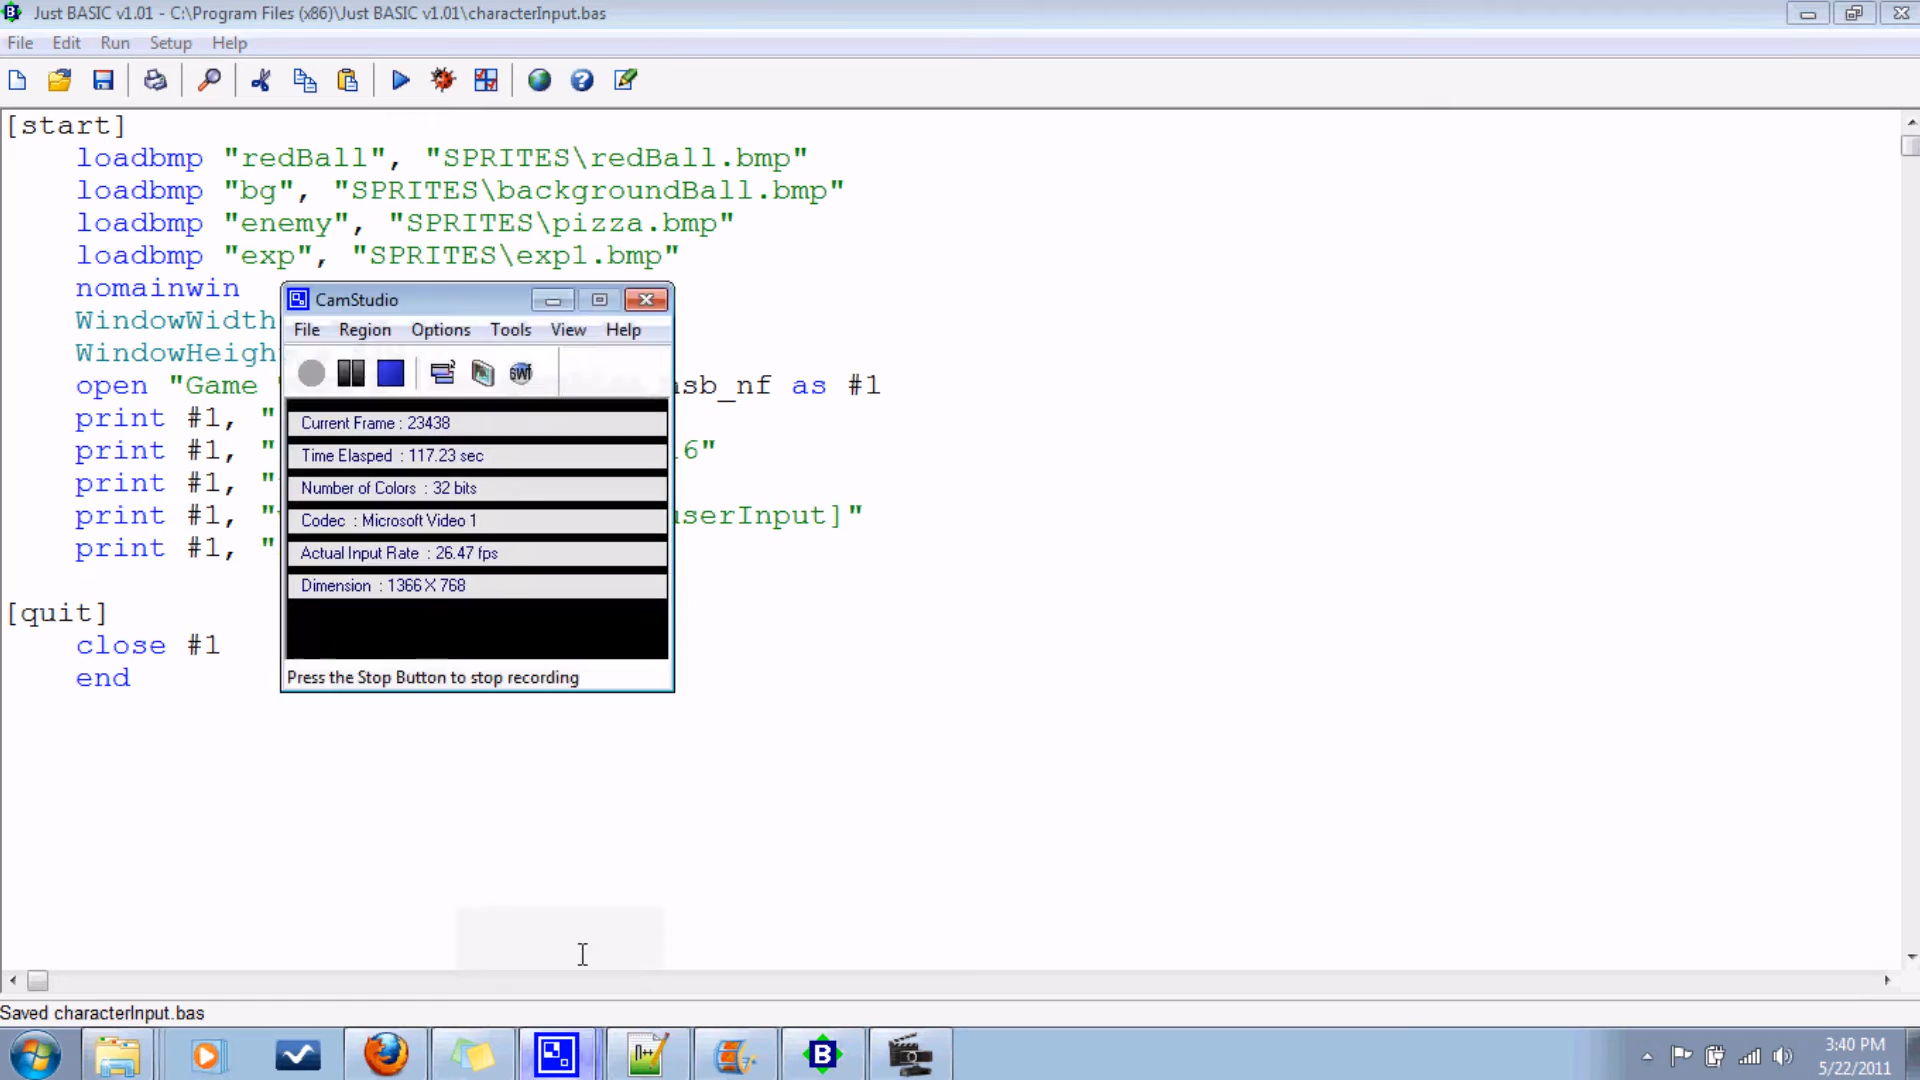 Just BASIC v1.01 - C:\Program Files (x86)\Just BASIC v1.01\characterInput.bas
File Edit Run Setup Help
[start]
loadbmp "redBall", "SPRITES\redBall.bmp"
loadbmp "bg", "SPRITES\backgroundBall.bmp"
loadbmp "enemy", "SPRITES\pizza.bmp"
loadbmp "exp", "SPRITES\exp1.bmp"
nomainwin
WindowWidth
WindowHeigh
open "Game
nsb_nf as #1
print #1, "
print #1, "
6"
print #1, "
print #1, "
userInput]"
print #1, "
[quit]
close #1
end
CamStudio
File Region Options Tools View Help
Current Frame : 23438
Time Elasped : 117.23 sec
Number of Colors : 32 bits
Codec : Microsoft Video 1
Actual Input Rate : 26.47 fps
Dimension : 1366 X 768
Press the Stop Button to stop recording
Saved characterInput.bas
3:40 PM
5/22/2011